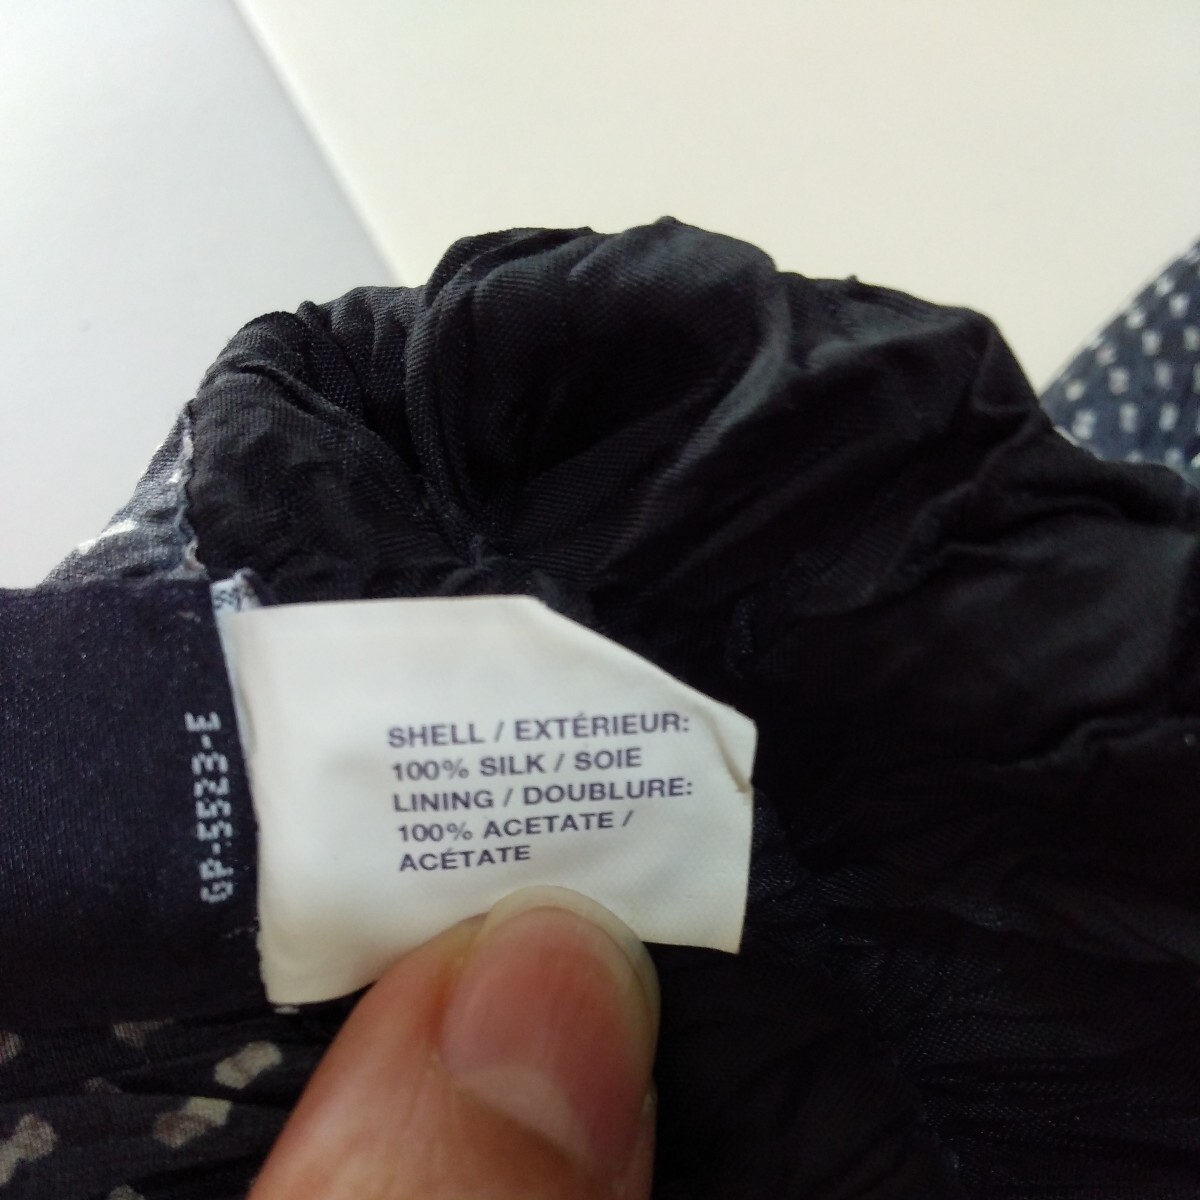 SHELL / EXTÉRIEUR:
100% SILK / SOIE
LINING / DOUBLURE:
100% ACETATE /
ACÉTATE
GP-5523-E